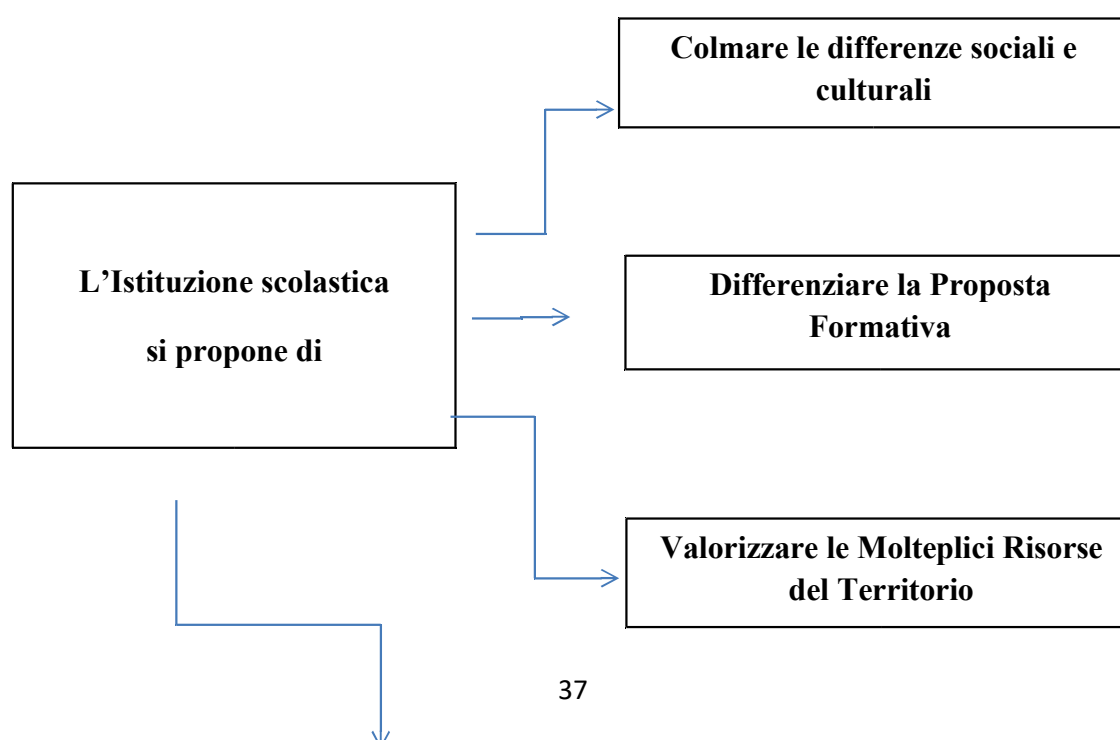 Colmare le differenze sociali e
culturali
L’Istituzione scolastica
si propone di
Differenziare la Proposta
Formativa
Valorizzare le Molteplici Risorse
del Territorio
37